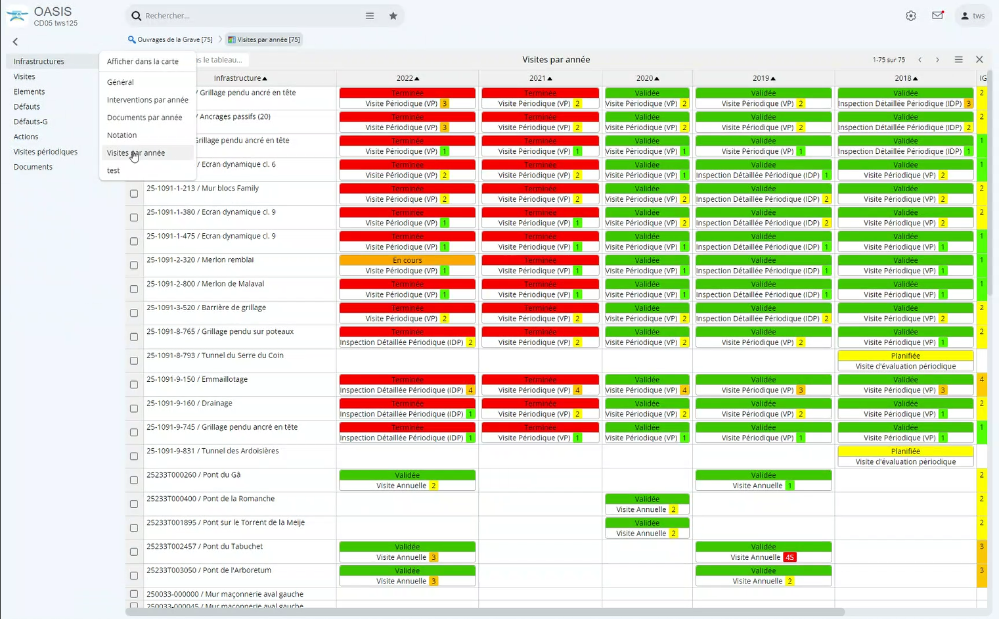 OASIS
CD05 tws125
Rechercher...
tws
Ouvrages de la Grave [75]
Visites par année [75]
Infrastructures
Visites
Elements
Défauts
Défauts-G
Actions
Visites périodiques
Documents
Afficher dans la carte
Général
Interventions par année
Documents par année
Notation
Visites par année
test
s le tableau...
Visites par année
1-75 sur 75
Infrastructure▲ 2022▲ 2021▲ 2020▲ 2019▲ 2018▲ IG
/ Grillage pendu ancré en tête Terminée Terminée Validée Validée Validée 2
Visite Périodique (VP) 3 Visite Périodique (VP) 2 Visite Périodique (VP) 2 Visite Périodique (VP) 2 Inspection Détaillée Périodique (IDP) 3
/ Ancrages passifs (20) Terminée Terminée Validée Validée Validée 2
Visite Périodique (VP) 3 Visite Périodique (VP) 2 Visite Périodique (VP) 2 Visite Périodique (VP) 2 Inspection Détaillée Périodique (IDP) 2
Grillage pendu ancré en tête Terminée Terminée Validée Validée Validée 1
Visite Périodique (VP) 1 Visite Périodique (VP) 1 Visite Périodique (VP) 1 Visite Périodique (VP) 1 Inspection Détaillée Périodique (IDP) 1
/ Ecran dynamique cl. 6 Terminée Terminée Validée Validée Validée 1
Visite Périodique (VP) 2 Visite Périodique (VP) 2 Visite Périodique (VP) 1 Inspection Détaillée Périodique (IDP) 1 Visite Périodique (VP) 2
25-1091-1-213 / Mur blocs Family Terminée Terminée Validée Validée Validée 2
Visite Périodique (VP) 2 Visite Périodique (VP) 2 Visite Périodique (VP) 2 Inspection Détaillée Périodique (IDP) 2 Visite Périodique (VP) 2
25-1091-1-380 / Ecran dynamique cl. 9 Terminée Terminée Validée Validée Validée 2
Visite Périodique (VP) 1 Visite Périodique (VP) 1 Visite Périodique (VP) 2 Inspection Détaillée Périodique (IDP) 2 Visite Périodique (VP) 2
25-1091-1-475 / Ecran dynamique cl. 9 Terminée Terminée Validée Validée Validée 1
Visite Périodique (VP) 1 Visite Périodique (VP) 1 Visite Périodique (VP) 1 Inspection Détaillée Périodique (IDP) 1 Visite Périodique (VP) 1
25-1091-2-320 / Merlon remblai En cours Terminée Validée Validée Validée 1
Visite Périodique (VP) 1 Visite Périodique (VP) 1 Visite Périodique (VP) 1 Inspection Détaillée Périodique (IDP) 1 Visite Périodique (VP) 1
25-1091-2-800 / Merlon de Malaval Terminée Terminée Validée Validée Validée 1
Visite Périodique (VP) 1 Visite Périodique (VP) 1 Visite Périodique (VP) 1 Inspection Détaillée Périodique (IDP) 1 Visite Périodique (VP) 1
25-1091-3-520 / Barrière de grillage Terminée Terminée Validée Validée Validée 2
Visite Périodique (VP) 2 Visite Périodique (VP) 2 Visite Périodique (VP) 2 Inspection Détaillée Périodique (IDP) 2 Visite Périodique (VP) 2
25-1091-8-765 / Grillage pendu sur poteaux Terminée Terminée Validée Validée Validée 2
Inspection Détaillée Périodique (IDP) 2 Visite Périodique (VP) 2 Visite Périodique (VP) 2 Visite Périodique (VP) 2 Visite Périodique (VP) 1
25-1091-8-793 / Tunnel du Serre du Coin Planifiée
Visite d'évaluation périodique
25-1091-9-150 / Emmaillotage Terminée Terminée Validée Validée Validée 4
Inspection Détaillée Périodique (IDP) 4 Visite Périodique (VP) 4 Visite Périodique (VP) 4 Visite Périodique (VP) 3 Visite Périodique (VP) 3
25-1091-9-160 / Drainage Terminée Terminée Validée Validée Validée 2
Inspection Détaillée Périodique (IDP) 1 Visite Périodique (VP) 2 Visite Périodique (VP) 2 Visite Périodique (VP) 2 Visite Périodique (VP) 1
25-1091-9-745 / Grillage pendu ancré en tête Terminée Terminée Validée Validée Validée 1
Inspection Détaillée Périodique (IDP) 1 Visite Périodique (VP) 1 Visite Périodique (VP) 1 Visite Périodique (VP) 1 Visite Périodique (VP) 1
25-1091-9-831 / Tunnel des Ardoisières Planifiée
Visite d'évaluation périodique
25233T000260 / Pont du Gâ Validée Validée 2
Visite Annuelle 2 Visite Annuelle 1
25233T000400 / Pont de la Romanche Validée 2
Visite Annuelle 2
25233T001895 / Pont sur le Torrent de la Meije Validée 2
Visite Annuelle 2
25233T002457 / Pont du Tabuchet Validée Validée 3
Visite Annuelle 3 Visite Annuelle 4S
25233T003050 / Pont de l'Arboretum Validée Validée 3
Visite Annuelle 3 Visite Annuelle 2
250033-000000 / Mur maçonnerie aval gauche
250033-000045 / Mur maçonnerie aval gauche